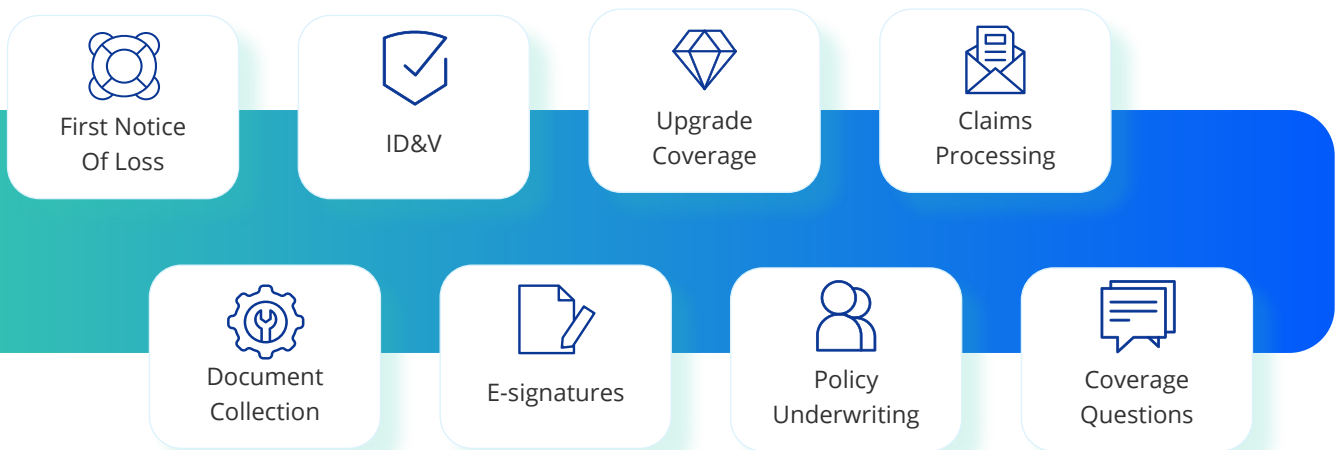 First Notice
Of Loss
ID&V
Upgrade
Coverage
Claims
Processing
Document
Collection
E-signatures
Policy
Underwriting
Coverage
Questions